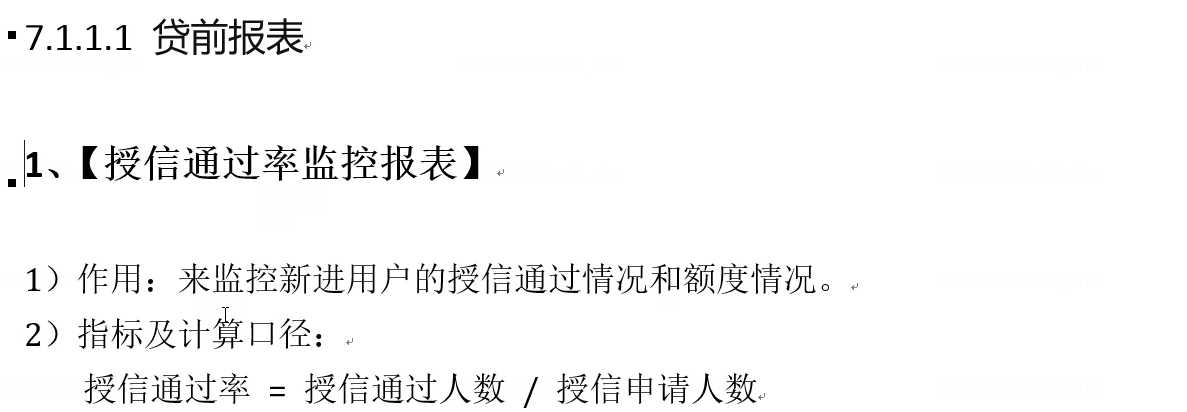 7.1.1.1 贷前报表
1、【授信通过率监控报表】
1）作用：来监控新进用户的授信通过情况和额度情况。
2）指标及计算口径：
授信通过率 = 授信通过人数 / 授信申请人数